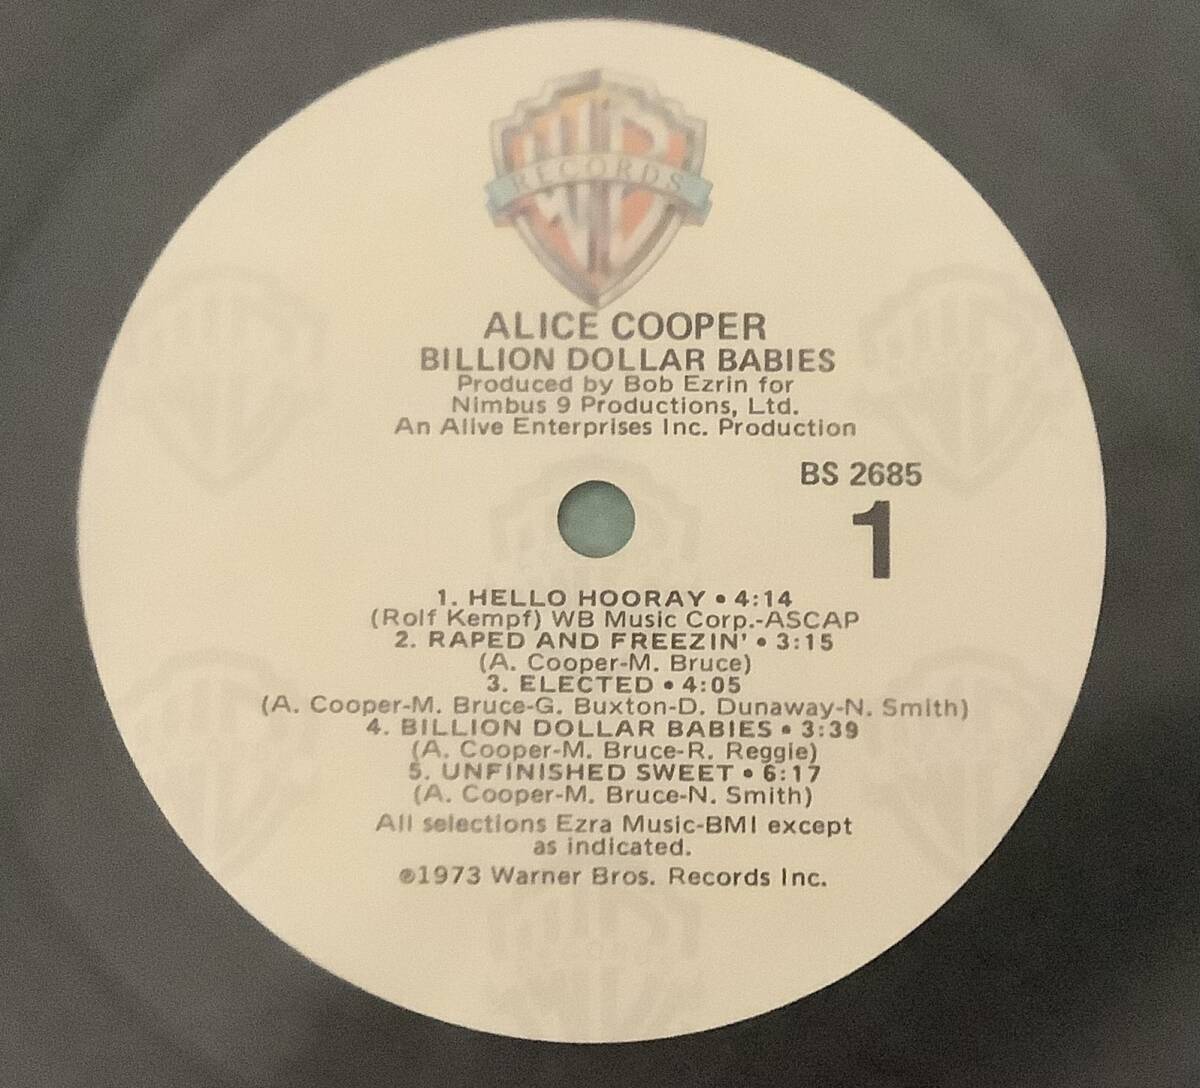 WB
RECORDS
ALICE COOPER
BILLION DOLLAR BABIES
Produced by Bob Ezrin for
Nimbus 9 Productions, Ltd.
An Alive Enterprises Inc. Production
BS 2685
1
1. HELLO HOORAY • 4:14
(Rolf Kempf) WB Music Corp.-ASCAP
2. RAPED AND FREEZIN' • 3:15
(A. Cooper-M. Bruce)
3. ELECTED • 4:05
(A. Cooper-M. Bruce-G. Buxton-D. Dunaway-N. Smith)
4. BILLION DOLLAR BABIES • 3:39
(A. Cooper-M. Bruce-R. Reggie)
5. UNFINISHED SWEET • 6:17
(A. Cooper-M. Bruce-N. Smith)
All selections Ezra Music-BMI except
as indicated.
℗1973 Warner Bros. Records Inc.